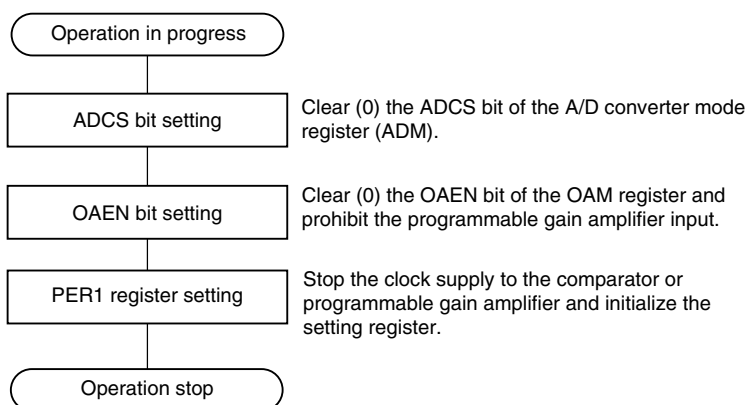 Operation in progress
ADCS bit setting
Clear (0) the ADCS bit of the A/D converter mode
register (ADM).
OAEN bit setting
Clear (0) the OAEN bit of the OAM register and
prohibit the programmable gain amplifier input.
PER1 register setting
Stop the clock supply to the comparator or
programmable gain amplifier and initialize the
setting register.
Operation stop